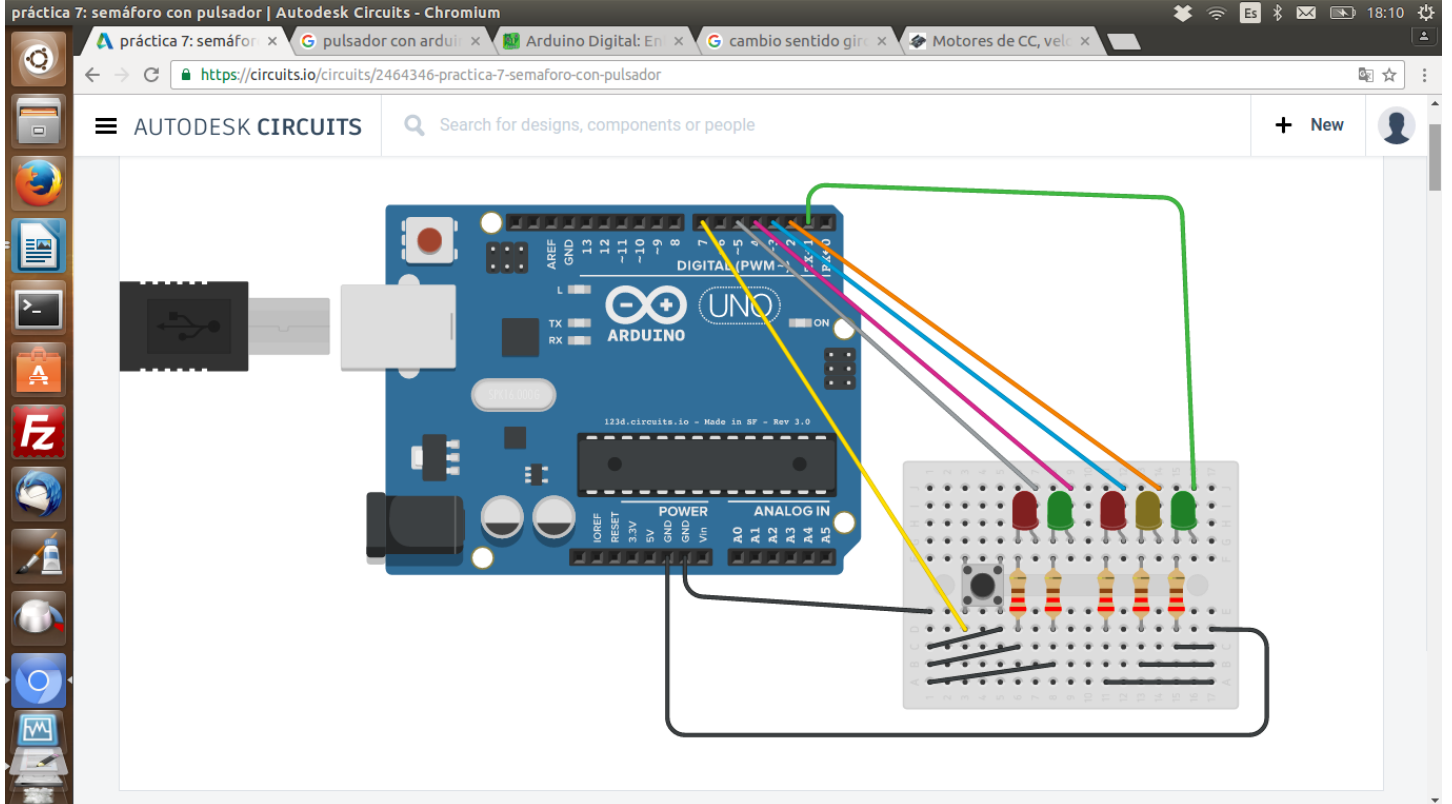 práctica 7: semáforo con pulsador | Autodesk Circuits - Chromium
Es
18:10
práctica 7: semáfor
pulsador con ardui
Arduino Digital: En
cambio sentido giro
Motores de CC, velo
https://circuits.io/circuits/2464346-practica-7-semaforo-con-pulsador
AUTODESK CIRCUITS
Search for designs, components or people
+ New
AREF
GND
13
12
~11
~10
~9
8
7
6
~5
4
~3
2
DIGITAL (PWM~)
L
TX
RX
ARDUINO
UNO
ON
123d.circuits.io - Made in SF - Rev 3.0
POWER
ANALOG IN
IOREF
RESET
3.3V
5V
GND
GND
Vin
A0
A1
A2
A3
A4
A5